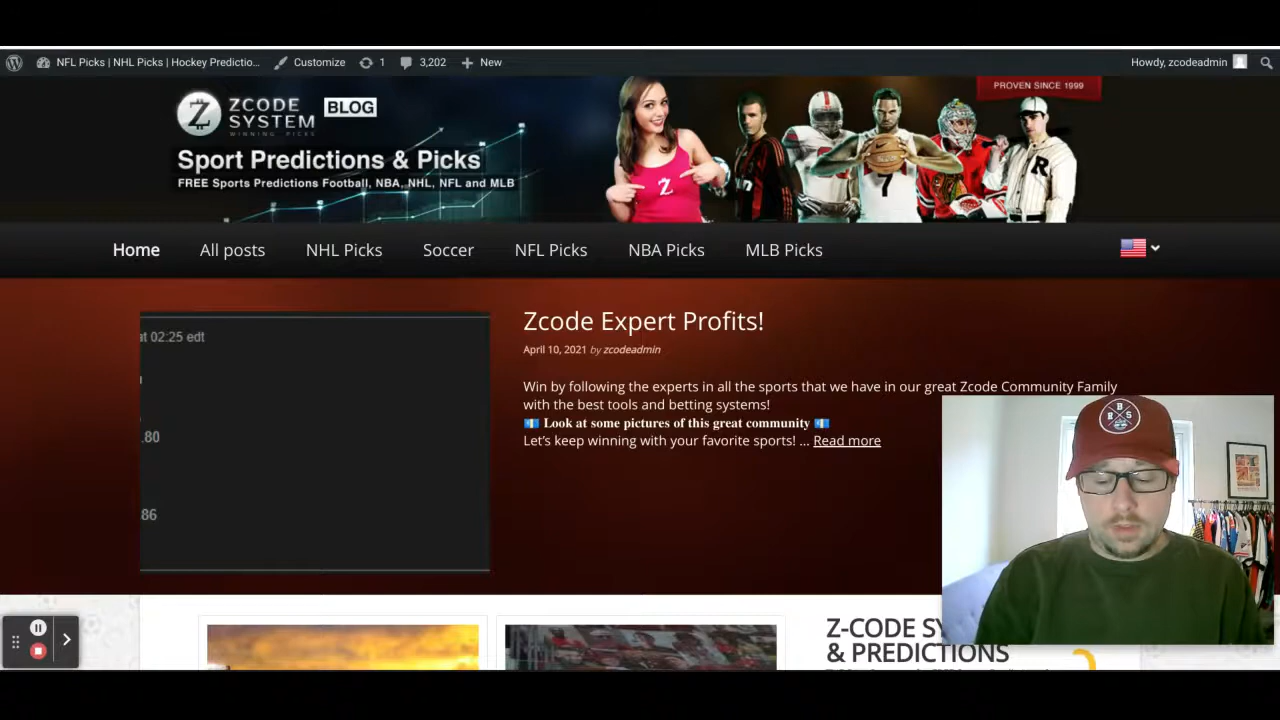 NFL Picks | NHL Picks | Hockey Predictio... Customize 1 3,202 New Howdy, zcodeadmin
PROVEN SINCE 1999
Z ZCODE SYSTEM BLOG
WINNING PICKS
Sport Predictions & Picks
FREE Sports Predictions Football, NBA, NHL, NFL and MLB
Z
7
R
Home All posts NHL Picks Soccer NFL Picks NBA Picks MLB Picks
at 02:25 edt
.80
86
Zcode Expert Profits!
April 10, 2021 by zcodeadmin
Win by following the experts in all the sports that we have in our great Zcode Community Family
with the best tools and betting systems!
Look at some pictures of this great community
Let's keep winning with your favorite sports! ... Read more
B
R S
Z-CODE SY
& PREDICTIONS